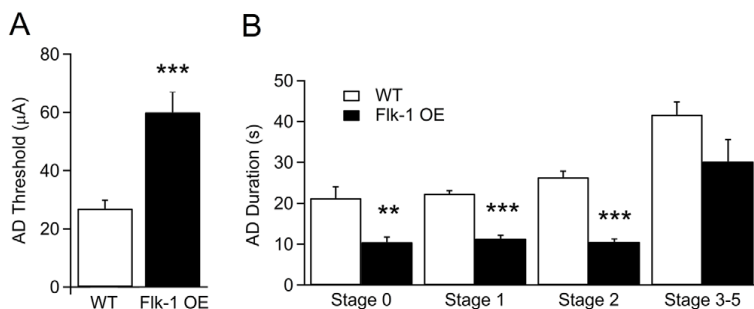 A
AD Threshold (μA)
80
60
40
20
0
***
WT
Flk-1 OE
B
AD Duration (s)
50
40
30
20
10
0
WT
Flk-1 OE
**
***
***
Stage 0
Stage 1
Stage 2
Stage 3-5